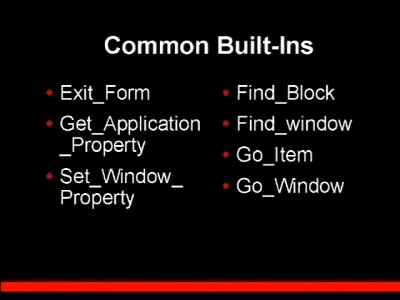 Common Built-Ins
• Exit_Form
• Get_Application
_Property
• Set_Window_
Property
• Find_Block
• Find_window
• Go_Item
• Go_Window